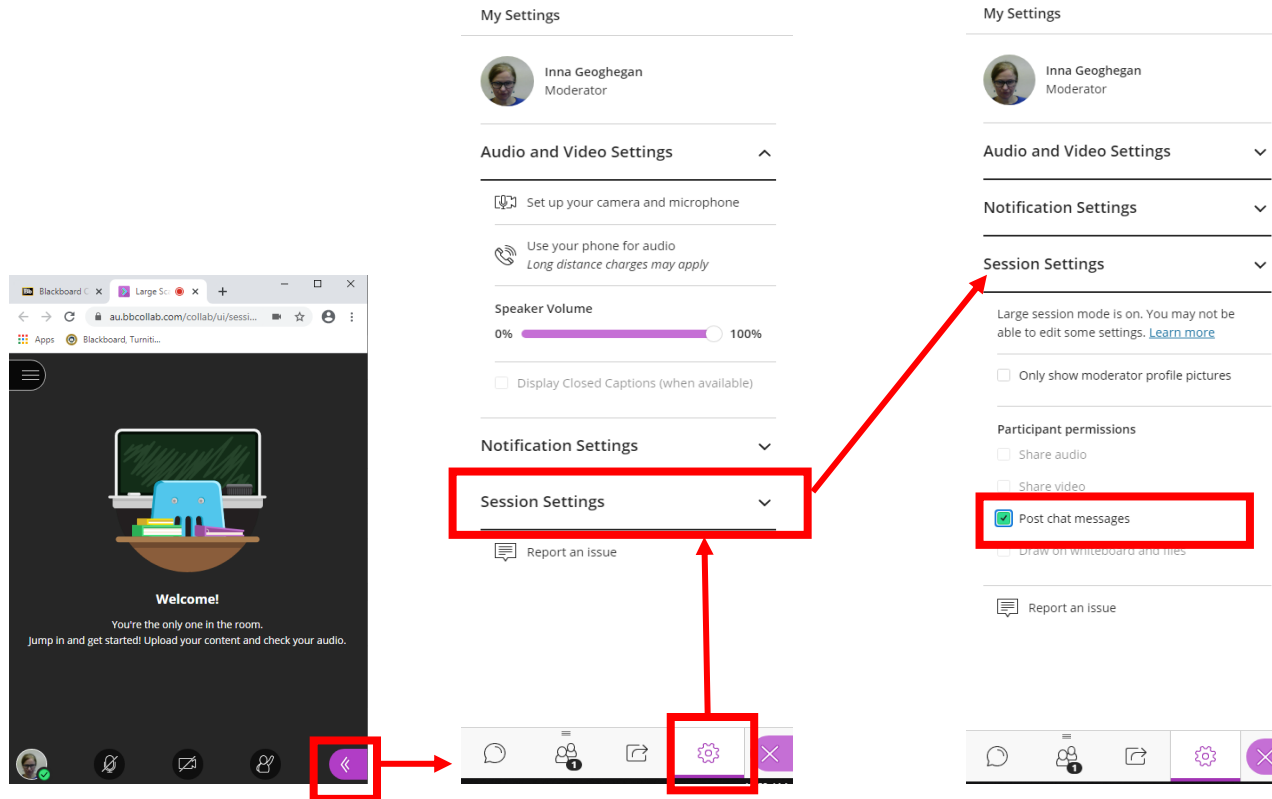 Blackboard C
Large Sc
au.bbcollab.com/collab/ui/sessi...
Apps
Blackboard, Turniti...
Welcome!
You're the only one in the room.
Jump in and get started! Upload your content and check your audio.
My Settings
Inna Geoghegan
Moderator
Audio and Video Settings
Set up your camera and microphone
Use your phone for audio
Long distance charges may apply
Speaker Volume
0% 100%
Display Closed Captions (when available)
Notification Settings
Session Settings
Report an issue
1
My Settings
Inna Geoghegan
Moderator
Audio and Video Settings
Notification Settings
Session Settings
Large session mode is on. You may not be
able to edit some settings. Learn more
Only show moderator profile pictures
Participant permissions
Share audio
Share video
Post chat messages
Draw on whiteboard and files
Report an issue
1